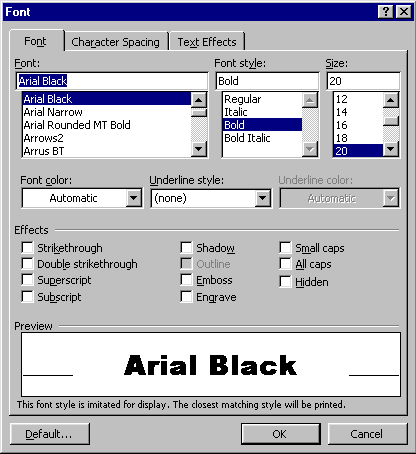 Font
Font Character Spacing Text Effects
Font: Font style: Size:
Arial Black Bold 20
Arial Black Regular 12
Arial Narrow Italic 14
Arial Rounded MT Bold Bold 16
Arrows2 Bold Italic 18
Arrus BT 20
Font color: Underline style: Underline color:
Automatic (none) Automatic
Effects
Strikethrough Shadow Small caps
Double strikethrough Outline All caps
Superscript Emboss Hidden
Subscript Engrave
Preview
Arial Black
This font style is imitated for display. The closest matching style will be printed.
Default... OK Cancel